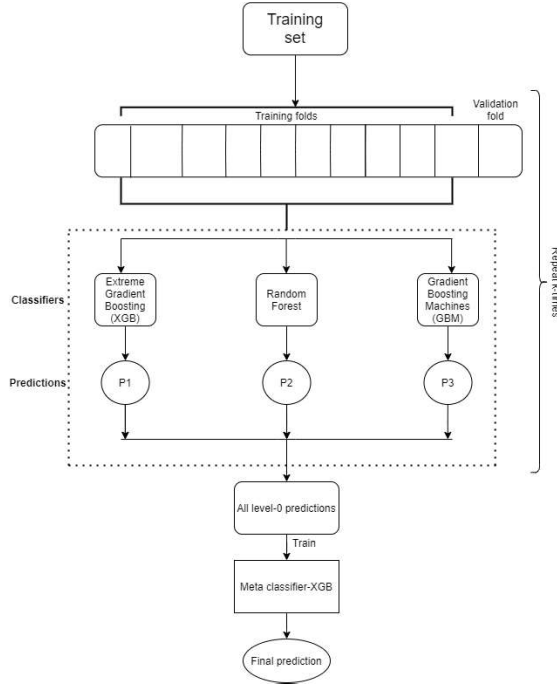 Training
set
Training folds
Validation
fold
Classifiers
Extreme
Gradient
Boosting
(XGB)
Random
Forest
Gradient
Boosting
Machines
(GBM)
Repeat k-times
Predictions
P1
P2
P3
All level-0 predictions
Train
Meta classifier-XGB
Final prediction